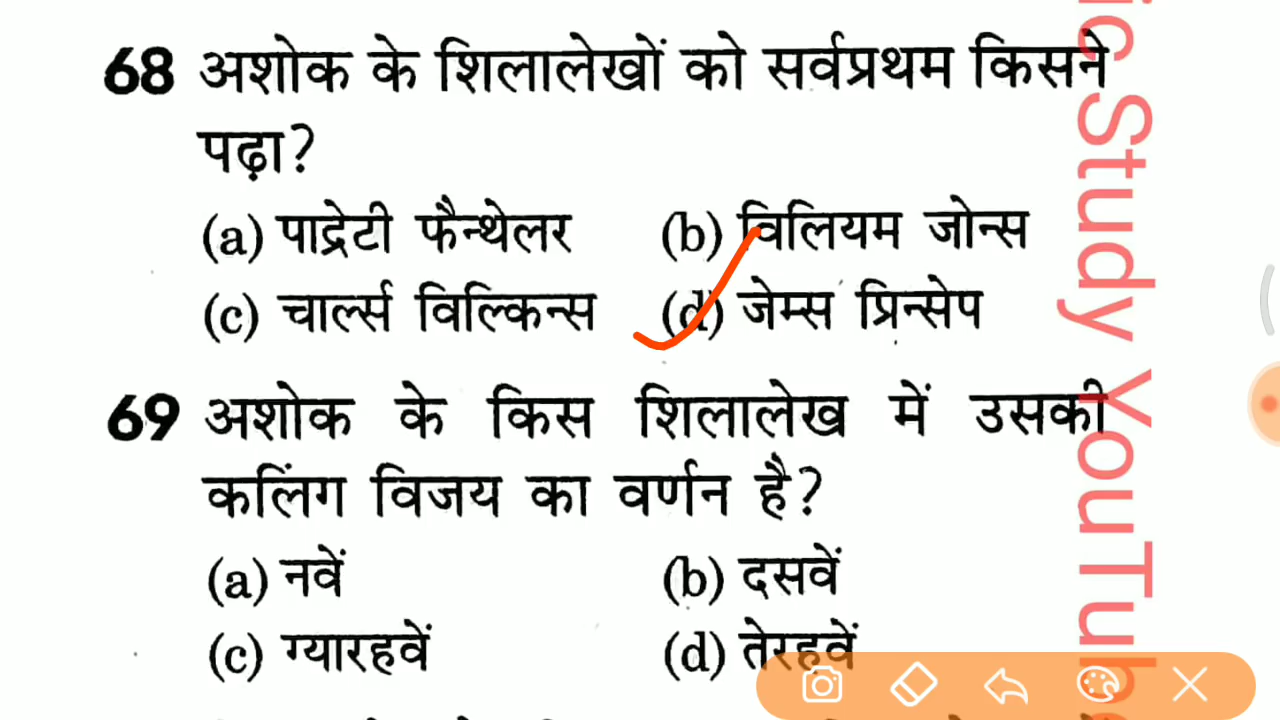 68 अशोक के शिलालेखों को सर्वप्रथम किसने
पढ़ा?
(a) पाद्रेटी फैन्थेलर (b) विलियम जोन्स
(c) चार्ल्स विल्किन्स (d) जेम्स प्रिन्सेप
69 अशोक के किस शिलालेख में उसकी
कलिंग विजय का वर्णन है?
(a) नवें (b) दसवें
(c) ग्यारहवें (d) तेरहवें
ic Study YouTub